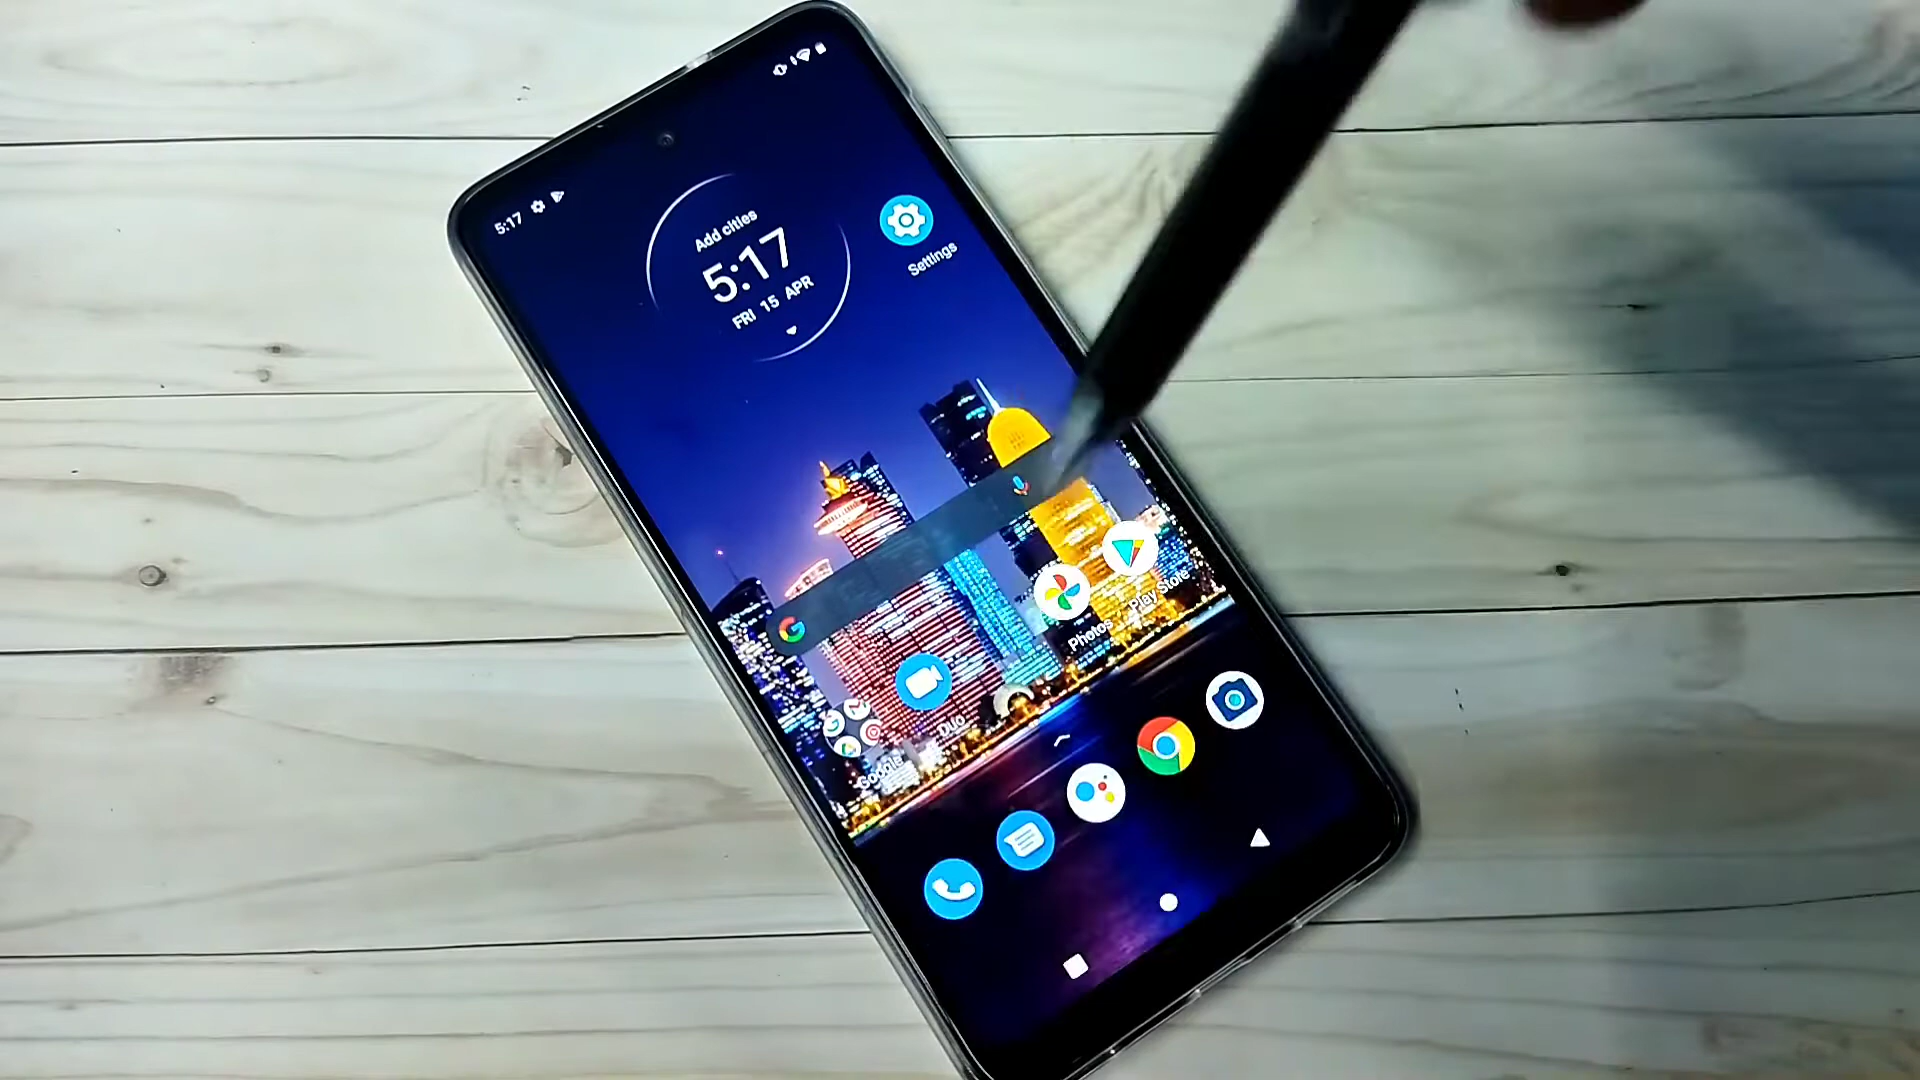 5:17
Add cities
5:17
FRI 15 APR
Settings
Play Store
Photos
Duo
Google